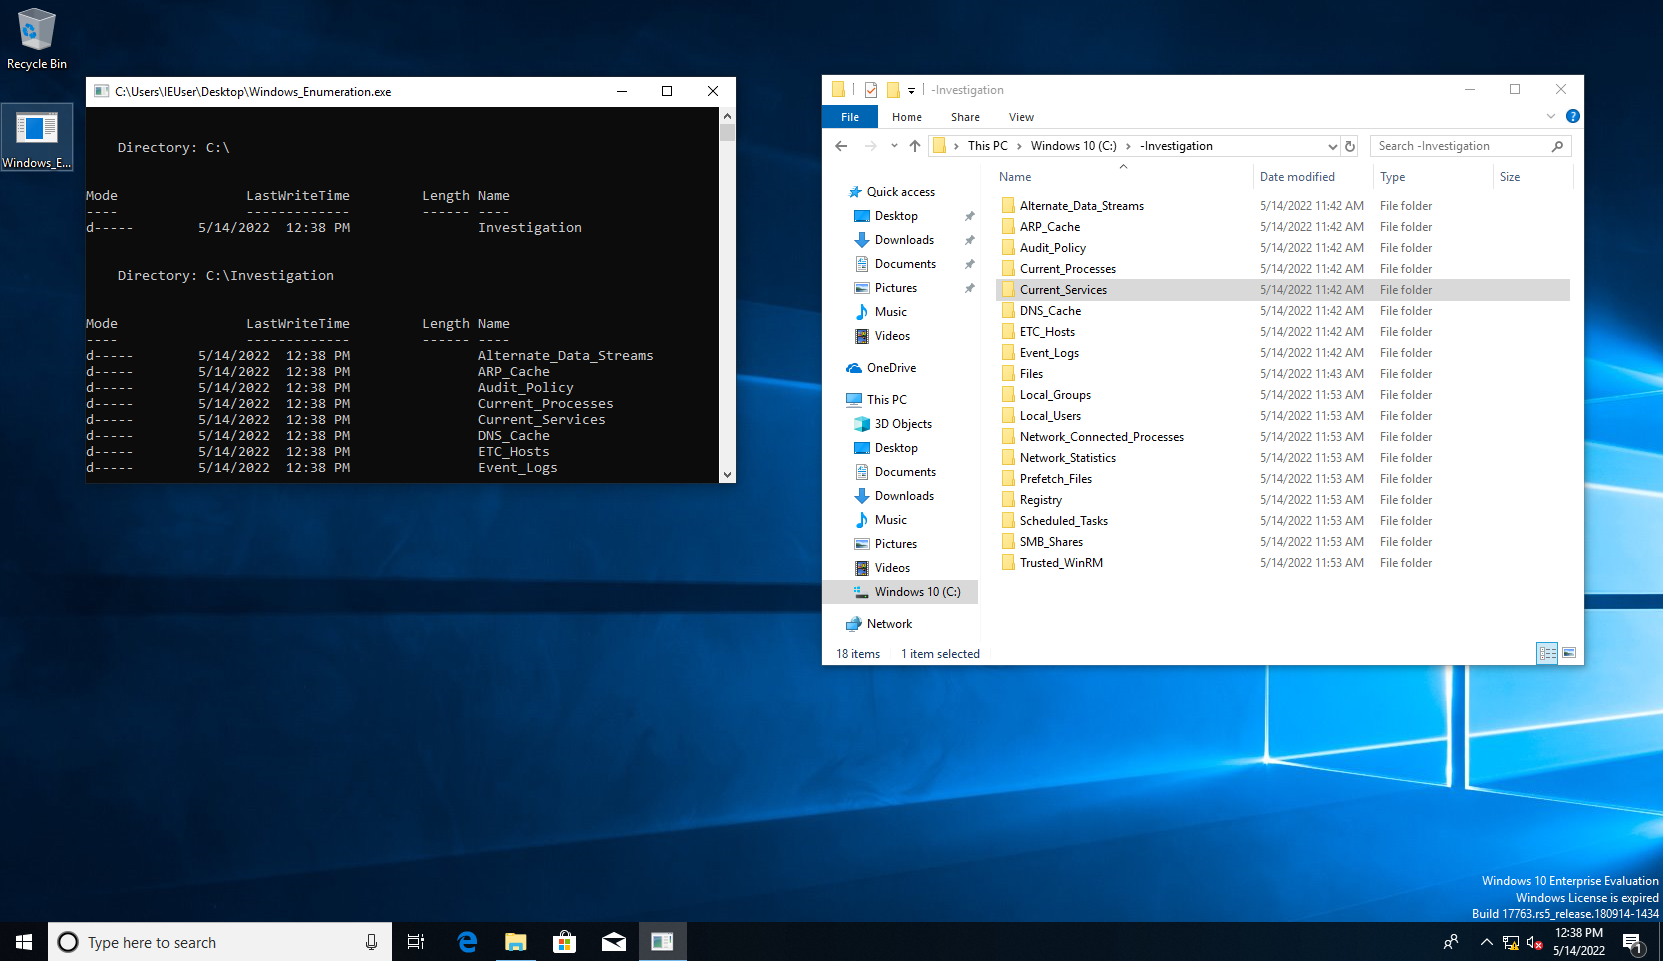 Recycle Bin
Windows_E...
C:\Users\IEUser\Desktop\Windows_Enumeration.exe
Directory: C:\
Mode LastWriteTime Length Name
---- ------------- ------ ----
d----- 5/14/2022 12:38 PM Investigation
Directory: C:\Investigation
Mode LastWriteTime Length Name
---- ------------- ------ ----
d----- 5/14/2022 12:38 PM Alternate_Data_Streams
d----- 5/14/2022 12:38 PM ARP_Cache
d----- 5/14/2022 12:38 PM Audit_Policy
d----- 5/14/2022 12:38 PM Current_Processes
d----- 5/14/2022 12:38 PM Current_Services
d----- 5/14/2022 12:38 PM DNS_Cache
d----- 5/14/2022 12:38 PM ETC_Hosts
d----- 5/14/2022 12:38 PM Event_Logs
-Investigation
File Home Share View
This PC > Windows 10 (C:) > -Investigation
Search -Investigation
Quick access
Desktop
Downloads
Documents
Pictures
Music
Videos
OneDrive
This PC
3D Objects
Desktop
Documents
Downloads
Music
Pictures
Videos
Windows 10 (C:)
Network
Name Date modified Type Size
Alternate_Data_Streams 5/14/2022 11:42 AM File folder
ARP_Cache 5/14/2022 11:42 AM File folder
Audit_Policy 5/14/2022 11:42 AM File folder
Current_Processes 5/14/2022 11:42 AM File folder
Current_Services 5/14/2022 11:42 AM File folder
DNS_Cache 5/14/2022 11:42 AM File folder
ETC_Hosts 5/14/2022 11:42 AM File folder
Event_Logs 5/14/2022 11:42 AM File folder
Files 5/14/2022 11:43 AM File folder
Local_Groups 5/14/2022 11:53 AM File folder
Local_Users 5/14/2022 11:53 AM File folder
Network_Connected_Processes 5/14/2022 11:53 AM File folder
Network_Statistics 5/14/2022 11:53 AM File folder
Prefetch_Files 5/14/2022 11:53 AM File folder
Registry 5/14/2022 11:53 AM File folder
Scheduled_Tasks 5/14/2022 11:53 AM File folder
SMB_Shares 5/14/2022 11:53 AM File folder
Trusted_WinRM 5/14/2022 11:53 AM File folder
18 items 1 item selected
Windows 10 Enterprise Evaluation
Windows License is expired
Build 17763.rs5_release.180914-1434
Type here to search
12:38 PM
5/14/2022
1